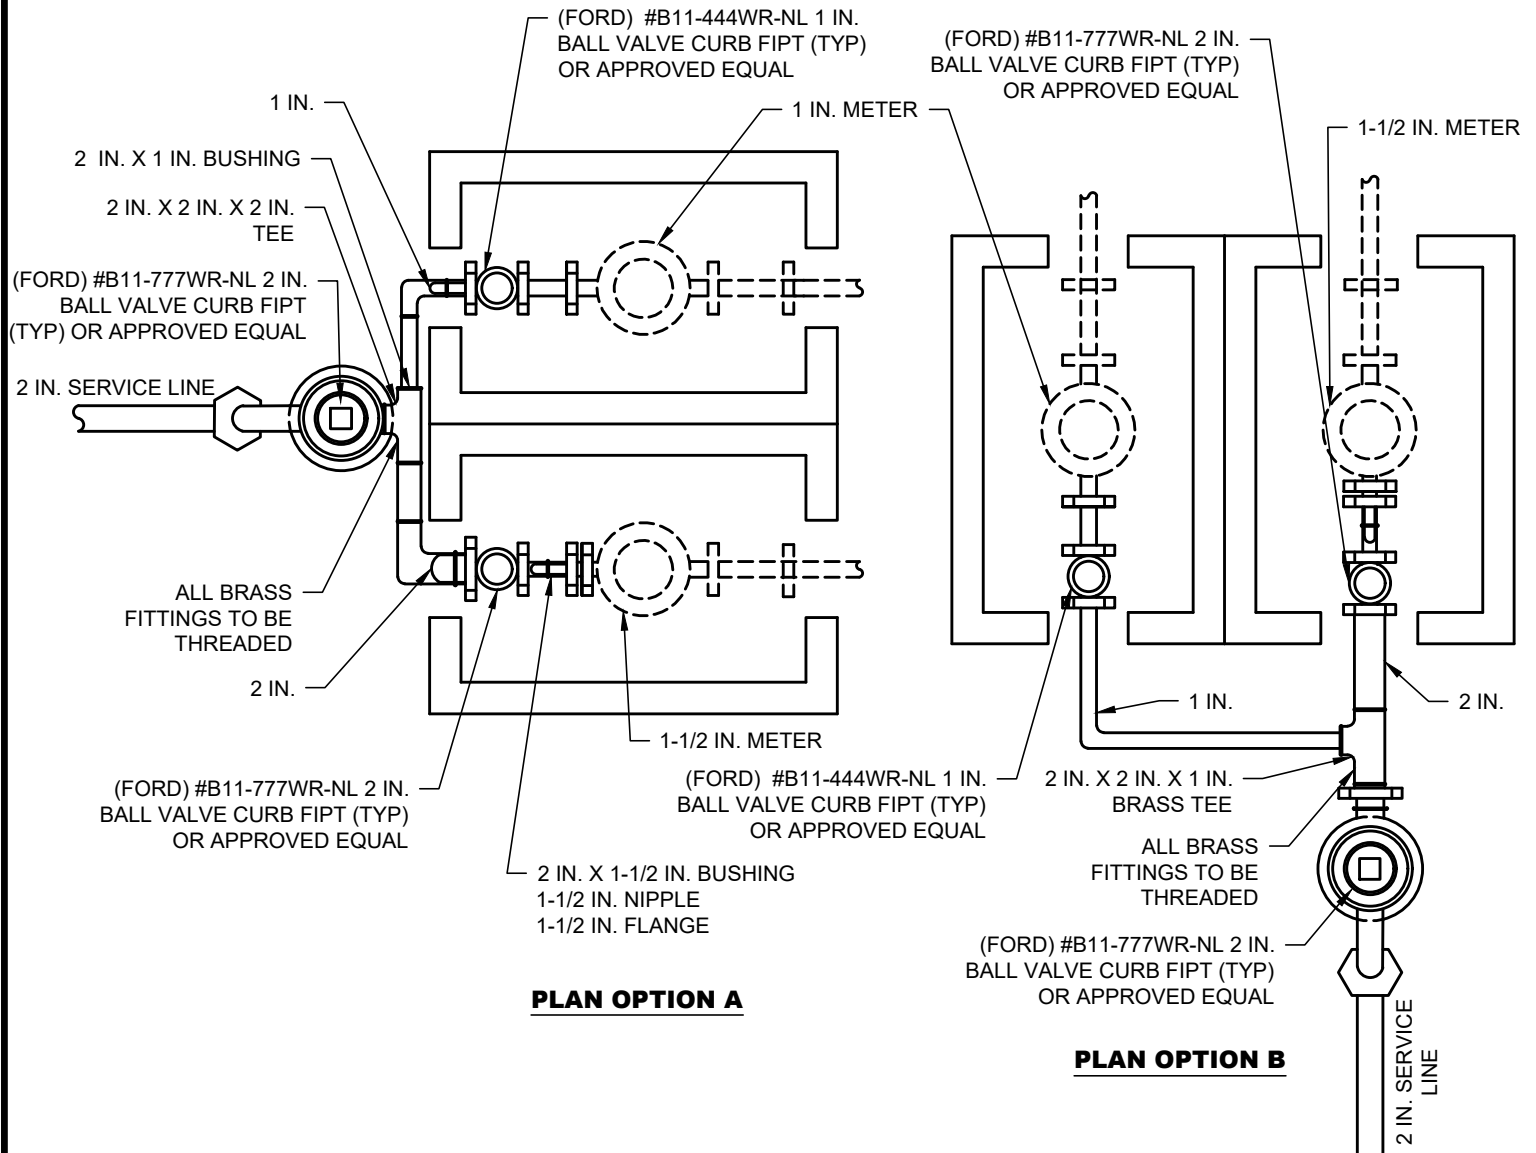 (FORD) #B11-444WR-NL 1 IN.
BALL VALVE CURB FIPT (TYP)
OR APPROVED EQUAL
(FORD) #B11-777WR-NL 2 IN.
BALL VALVE CURB FIPT (TYP)
OR APPROVED EQUAL
1 IN.
1 IN. METER
1-1/2 IN. METER
2 IN. X 1 IN. BUSHING
2 IN. X 2 IN. X 2 IN.
TEE
(FORD) #B11-777WR-NL 2 IN.
BALL VALVE CURB FIPT
(TYP) OR APPROVED EQUAL
2 IN. SERVICE LINE
ALL BRASS
FITTINGS TO BE
THREADED
2 IN.
1 IN.
2 IN.
1-1/2 IN. METER
(FORD) #B11-777WR-NL 2 IN.
BALL VALVE CURB FIPT (TYP)
OR APPROVED EQUAL
(FORD) #B11-444WR-NL 1 IN.
BALL VALVE CURB FIPT (TYP)
OR APPROVED EQUAL
2 IN. X 2 IN. X 1 IN.
BRASS TEE
ALL BRASS
FITTINGS TO BE
THREADED
2 IN. X 1-1/2 IN. BUSHING
1-1/2 IN. NIPPLE
1-1/2 IN. FLANGE
(FORD) #B11-777WR-NL 2 IN.
BALL VALVE CURB FIPT (TYP)
OR APPROVED EQUAL
PLAN OPTION A
PLAN OPTION B
2 IN. SERVICE
LINE